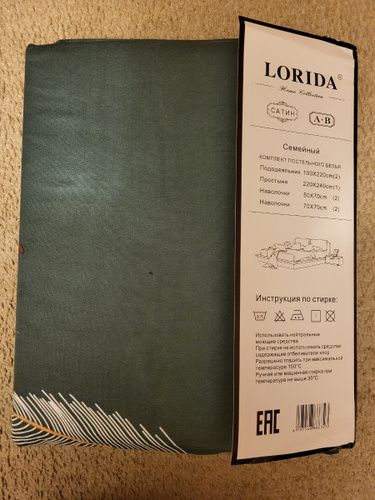 LORIDA®
Home Collection
САТИН
A-B
Семейный
КОМПЛЕКТ ПОСТЕЛЬНОГО БЕЛЬЯ
Пододеяльник 150X220cm(2)
Простыня 220X240cm(1)
Наволочки 50X70cm (2)
Наволочки 70X70cm (2)
Инструкция по стирке:
Использовать нейтральные
моющие средства
При стирке не использовать средства
содержащие отбеливатели хлор
Разрешено гладить при максимальной
температуре 150°C
Ручная или машинная стирка при
температуре не выше 30°C
EAC